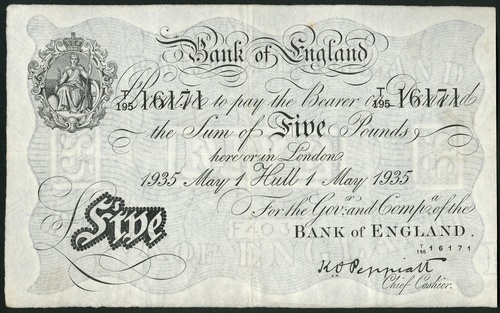 Bank of England
T/195 16171 T/195 16171
Promise to pay the Bearer on Demand
the Sum of Five Pounds
here or in London.
1935 May 1 Hull 1 May 1935
For the Govr. and Compa. of the
BANK of ENGLAND.
T/195 16171
Five
K O Peppiatt
Chief Cashier.